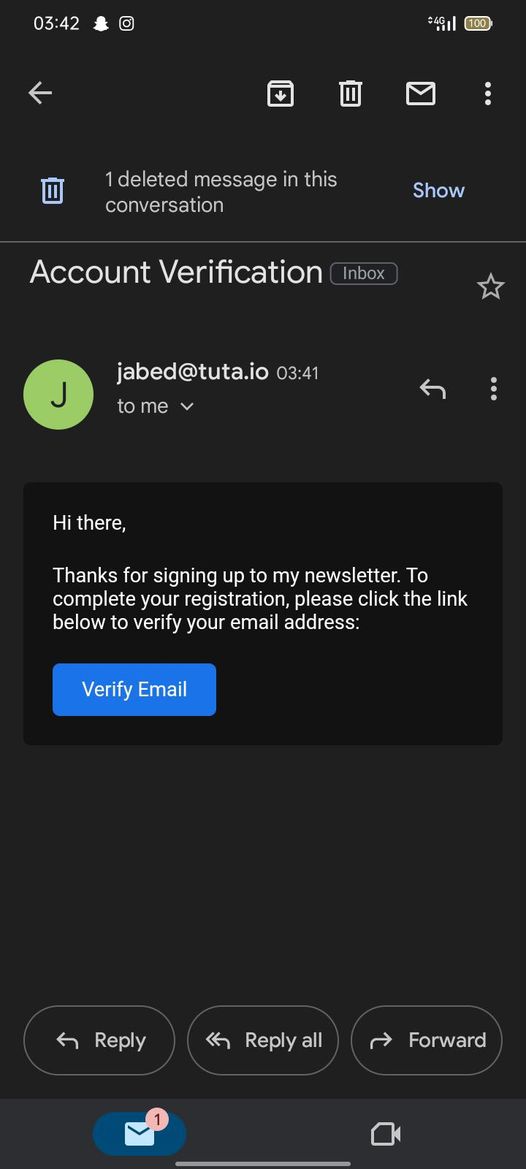 03:42
4G
100
1 deleted message in this
conversation
Show
Account Verification Inbox
J
jabed@tuta.io 03:41
to me
Hi there,
Thanks for signing up to my newsletter. To
complete your registration, please click the link
below to verify your email address:
Verify Email
Reply
Reply all
Forward
1